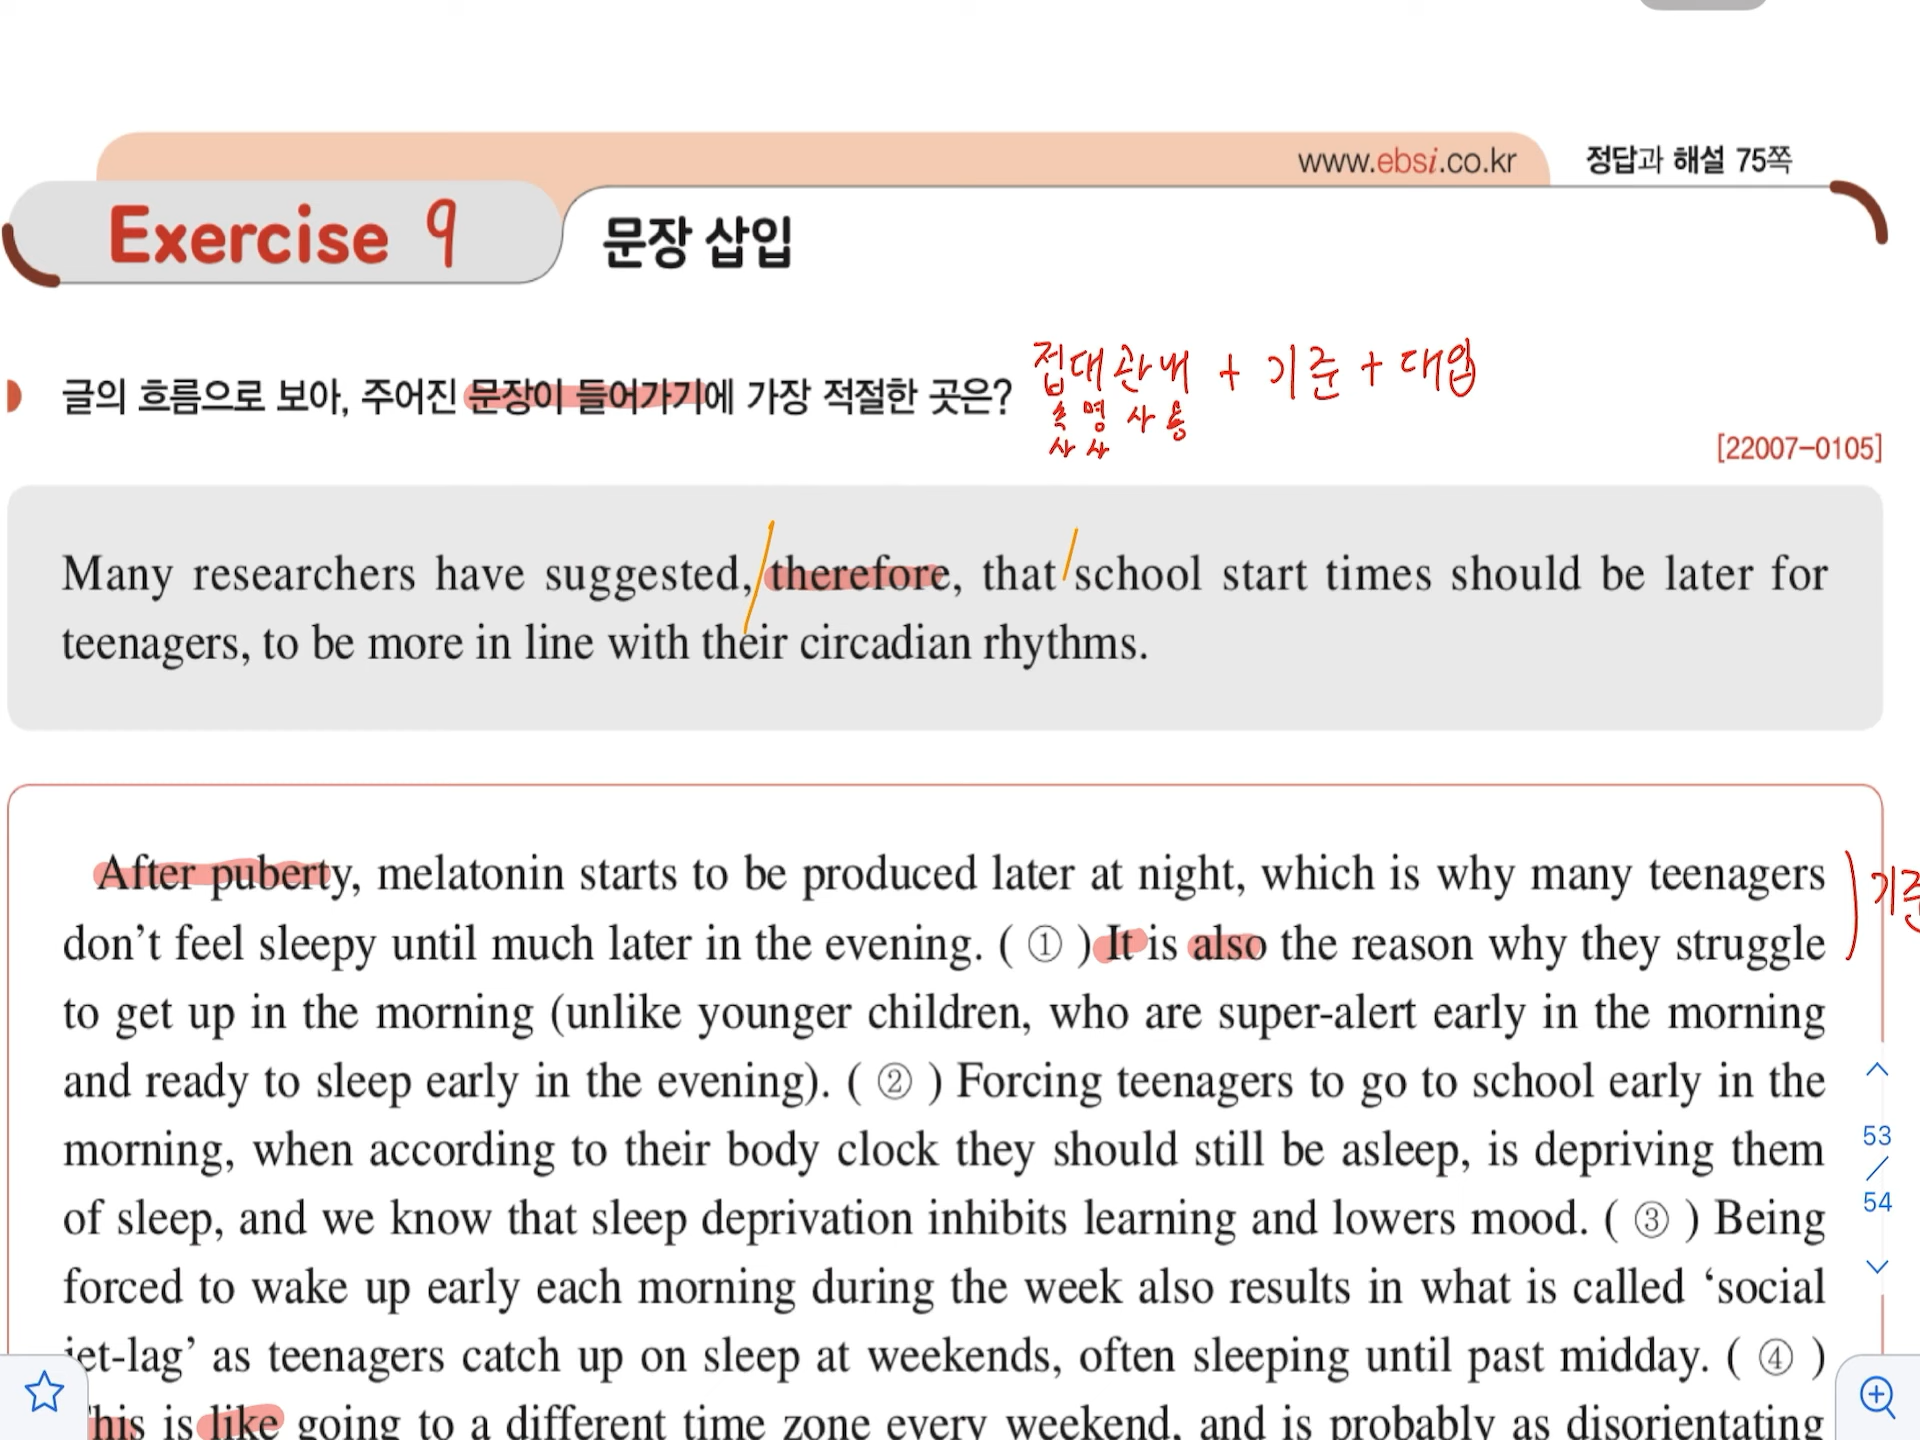 www.ebsi.co.kr 정답과 해설 75쪽
Exercise 9 문장 삽입
글의 흐름으로 보아, 주어진 문장이 들어가기에 가장 적절한 곳은? 접대관내 + 기준 + 대입
속 명 사 용
사 사
[22007-0105]
Many researchers have suggested, therefore, that school start times should be later for
teenagers, to be more in line with their circadian rhythms.
After puberty, melatonin starts to be produced later at night, which is why many teenagers
기준
don't feel sleepy until much later in the evening. ( ① ) It is also the reason why they struggle
to get up in the morning (unlike younger children, who are super-alert early in the morning
and ready to sleep early in the evening). ( ② ) Forcing teenagers to go to school early in the
morning, when according to their body clock they should still be asleep, is depriving them
of sleep, and we know that sleep deprivation inhibits learning and lowers mood. ( ③ ) Being
forced to wake up early each morning during the week also results in what is called ‘social
jet-lag’ as teenagers catch up on sleep at weekends, often sleeping until past midday. ( ④ )
This is like going to a different time zone every weekend, and is probably as disorientating
53
/
54